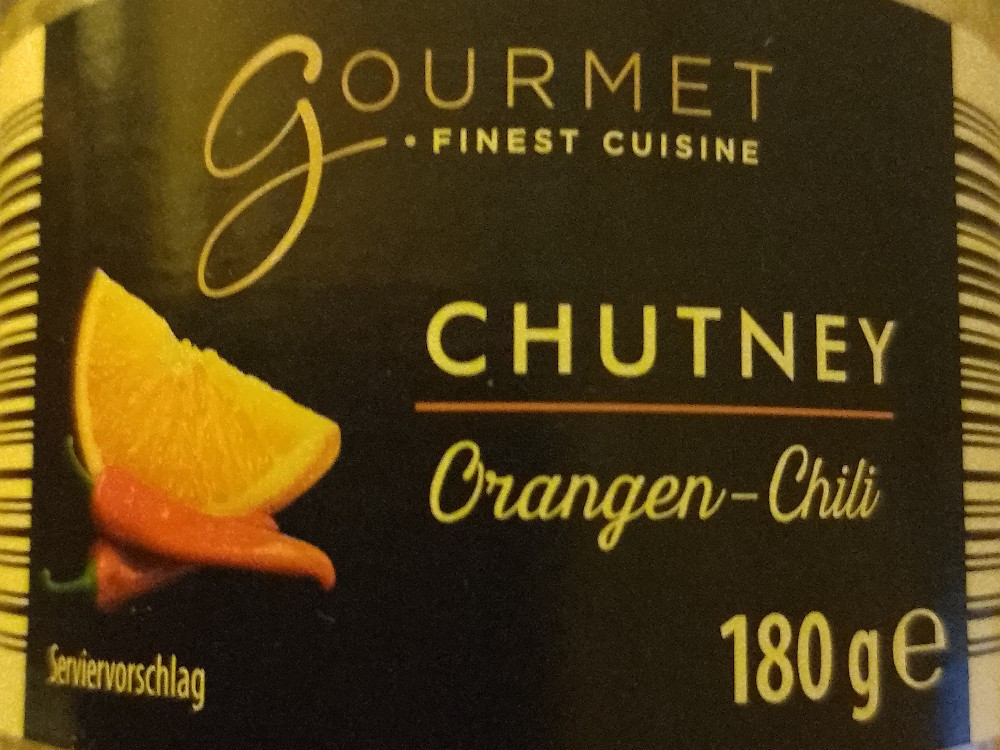 GOURMET
FINEST CUISINE
CHUTNEY
Orangen-Chili
180 g e
Serviervorschlag